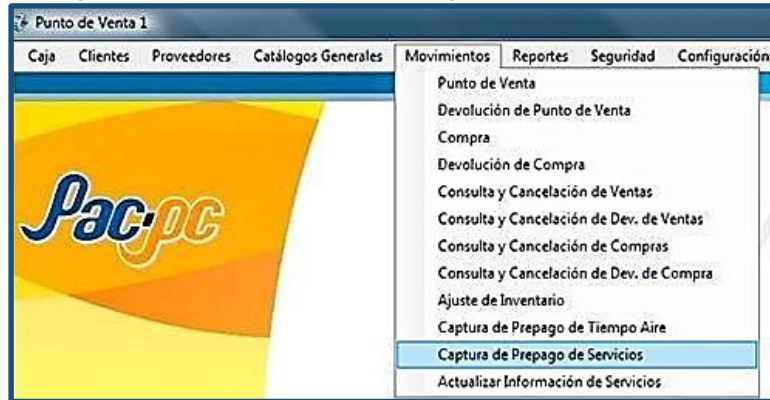 Punto de Venta 1
Caja Clientes Proveedores Catálogos Generales Movimientos Reportes Seguridad Configuración
Punto de Venta
Devolución de Punto de Venta
Compra
Devolución de Compra
Consulta y Cancelación de Ventas
Consulta y Cancelación de Dev. de Ventas
Consulta y Cancelación de Compras
Consulta y Cancelación de Dev. de Compra
Ajuste de Inventario
Captura de Prepago de Tiempo Aire
Captura de Prepago de Servicios
Actualizar Información de Servicios
Pac·pc